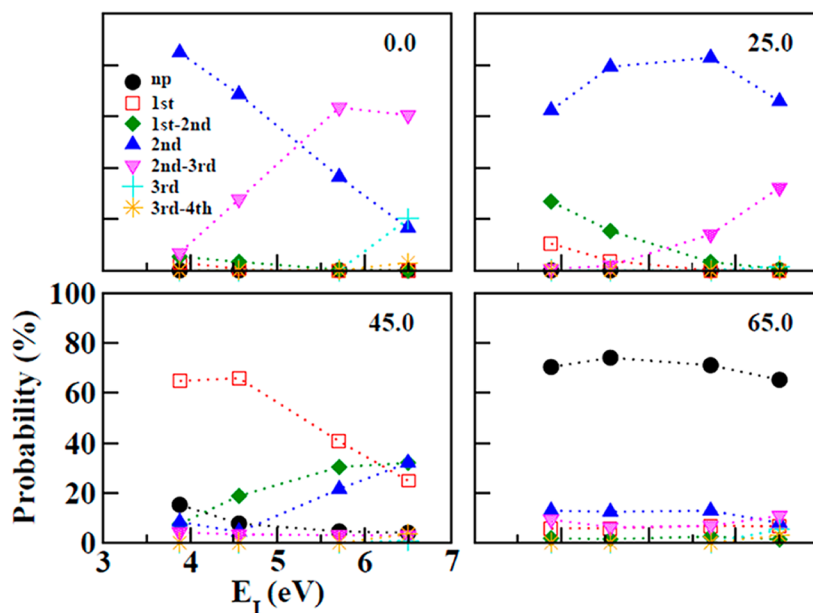 0.0
25.0
np
1st
1st-2nd
2nd
2nd-3rd
3rd
3rd-4th
45.0
65.0
100
80
60
40
20
0
Probability (%)
3 4 5 6 7
E_I (eV)